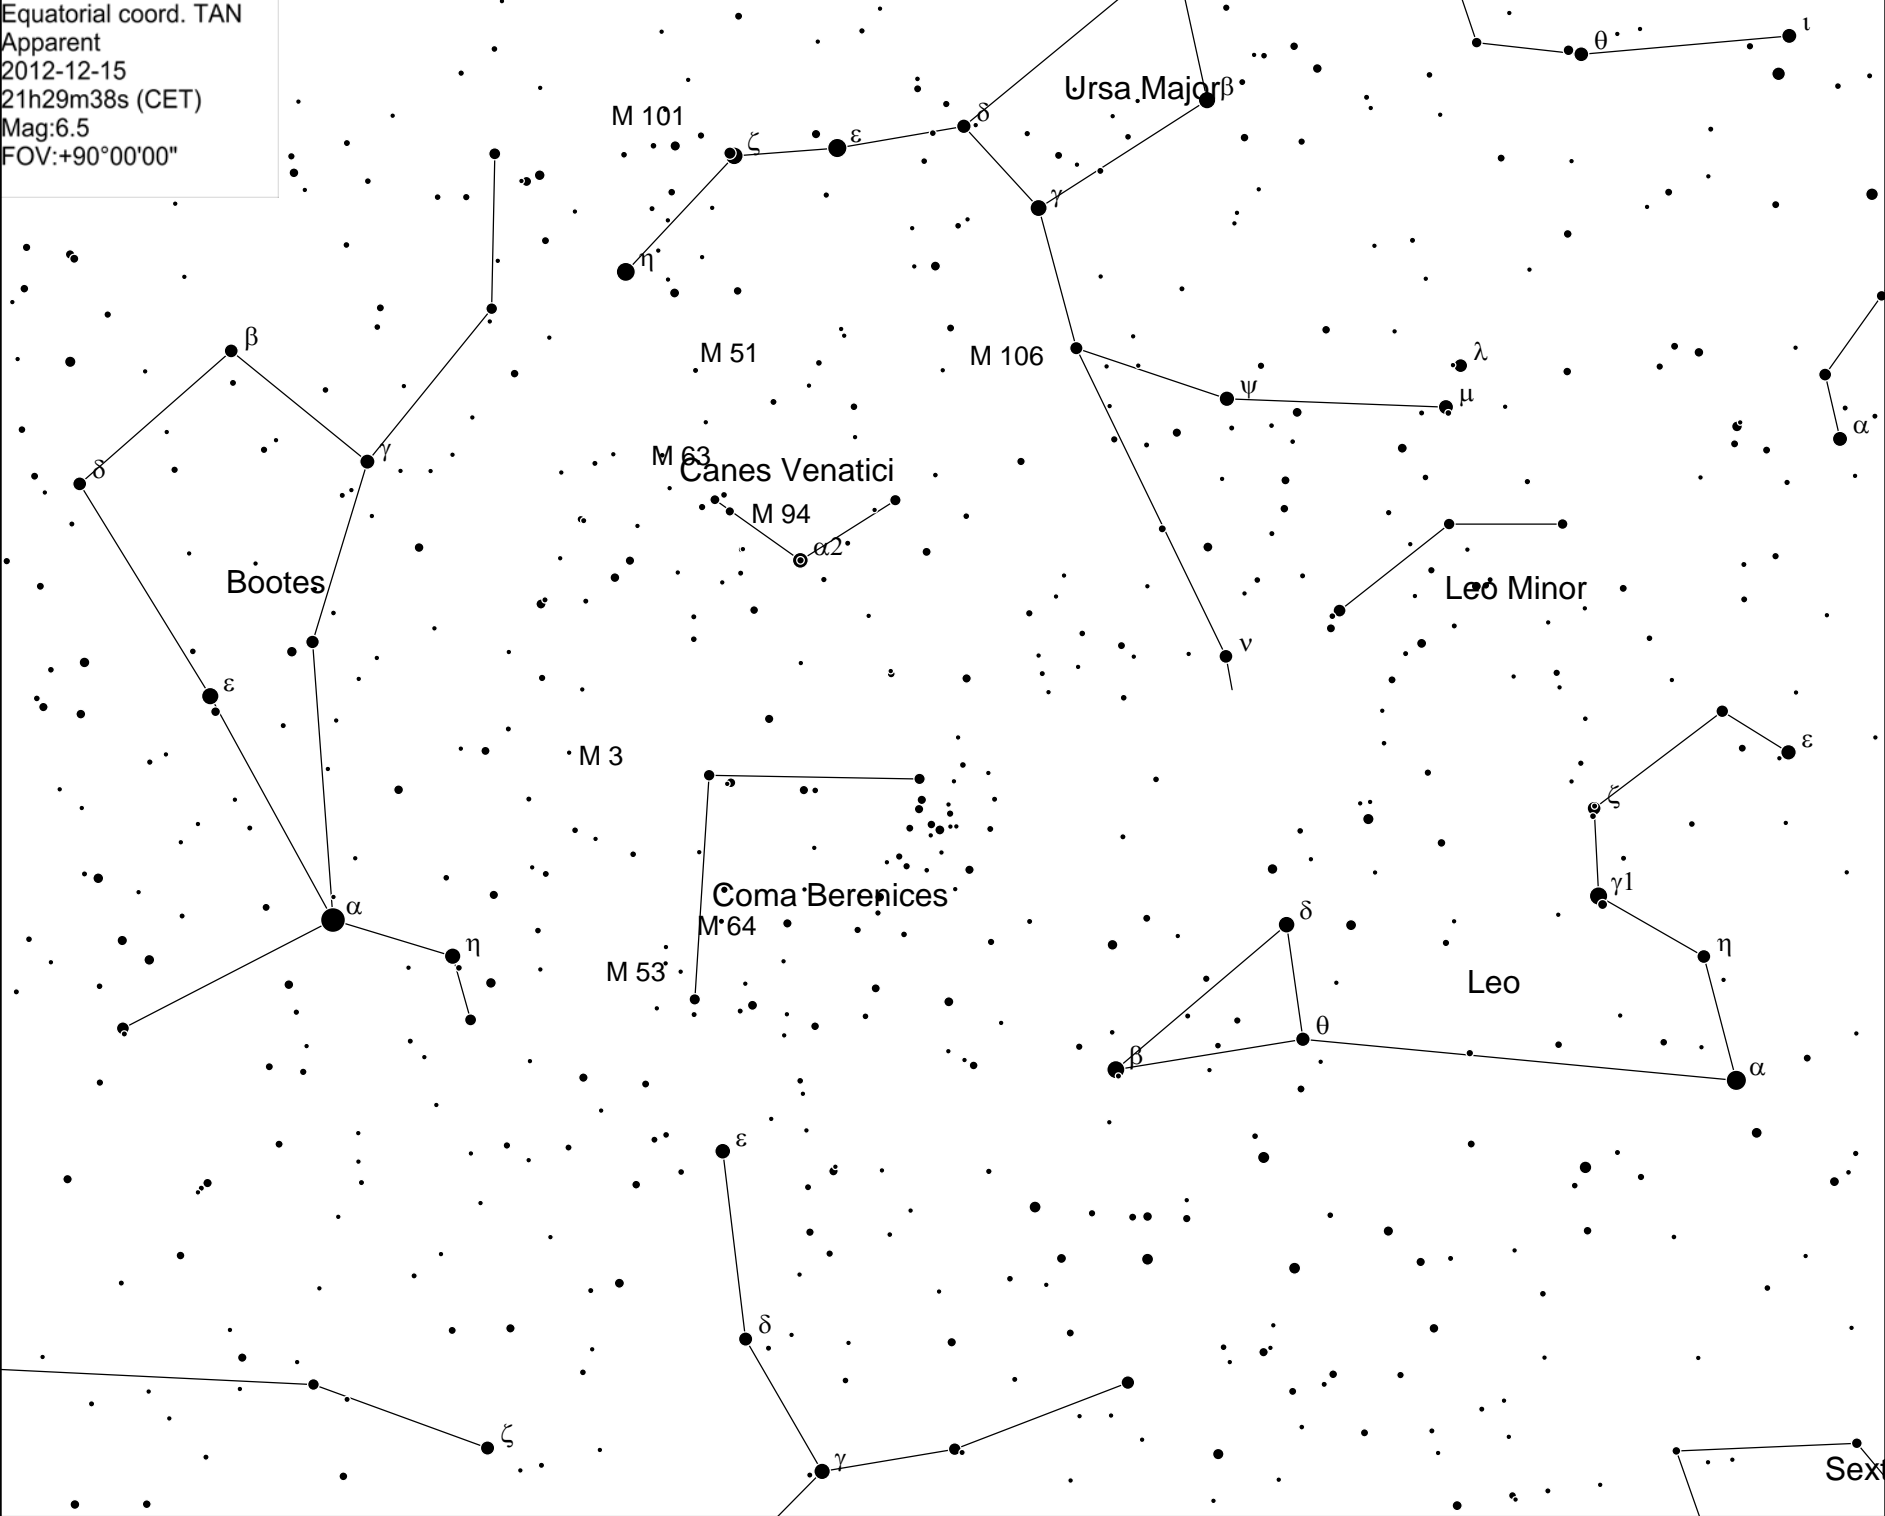 Equatorial coord. TAN
Apparent
2012-12-15
21h29m38s (CET)
Mag:6.5
FOV:+90°00'00"
ι
θ
Ursa Major
β
M 101
δ
ζ
ε
γ
η
β
M 51
M 106
λ
ψ
μ
α
γ
δ
M 63
Canes Venatici
M 94
α2
Bootes
Leo Minor
ν
ε
M 3
ε
ζ
Coma Berenices
γ1
α
δ
M 64
η
η
M 53
Leo
θ
β
α
ε
δ
ζ
γ
Sext